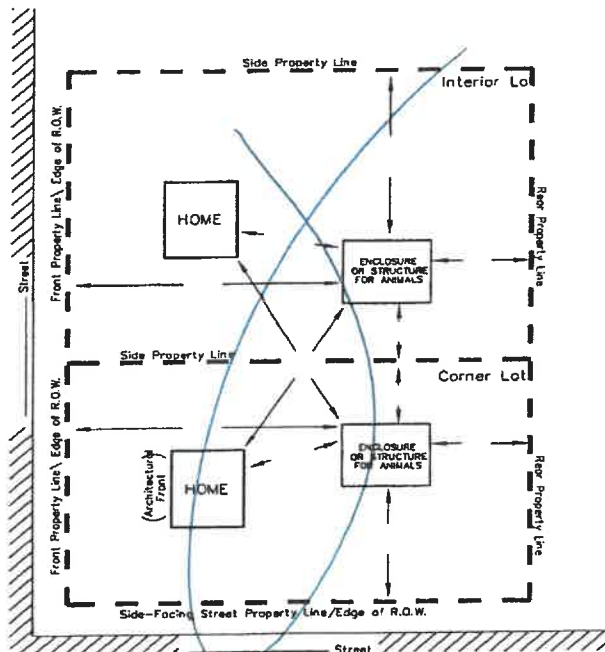 Side Property Line
Interior Lot
Front Property Line\ Edge of R.O.W.
HOME
ENCLOSURE
OR STRUCTURE
FOR ANIMALS
Rear Property Line
Street
Side Property Line
Corner Lot
Front Property Line\ Edge of R.O.W.
(Architectural
Front)
HOME
ENCLOSURE
OR STRUCTURE
FOR ANIMALS
Rear Property Line
Side-Facing Street Property Line/Edge of R.O.W.
Street